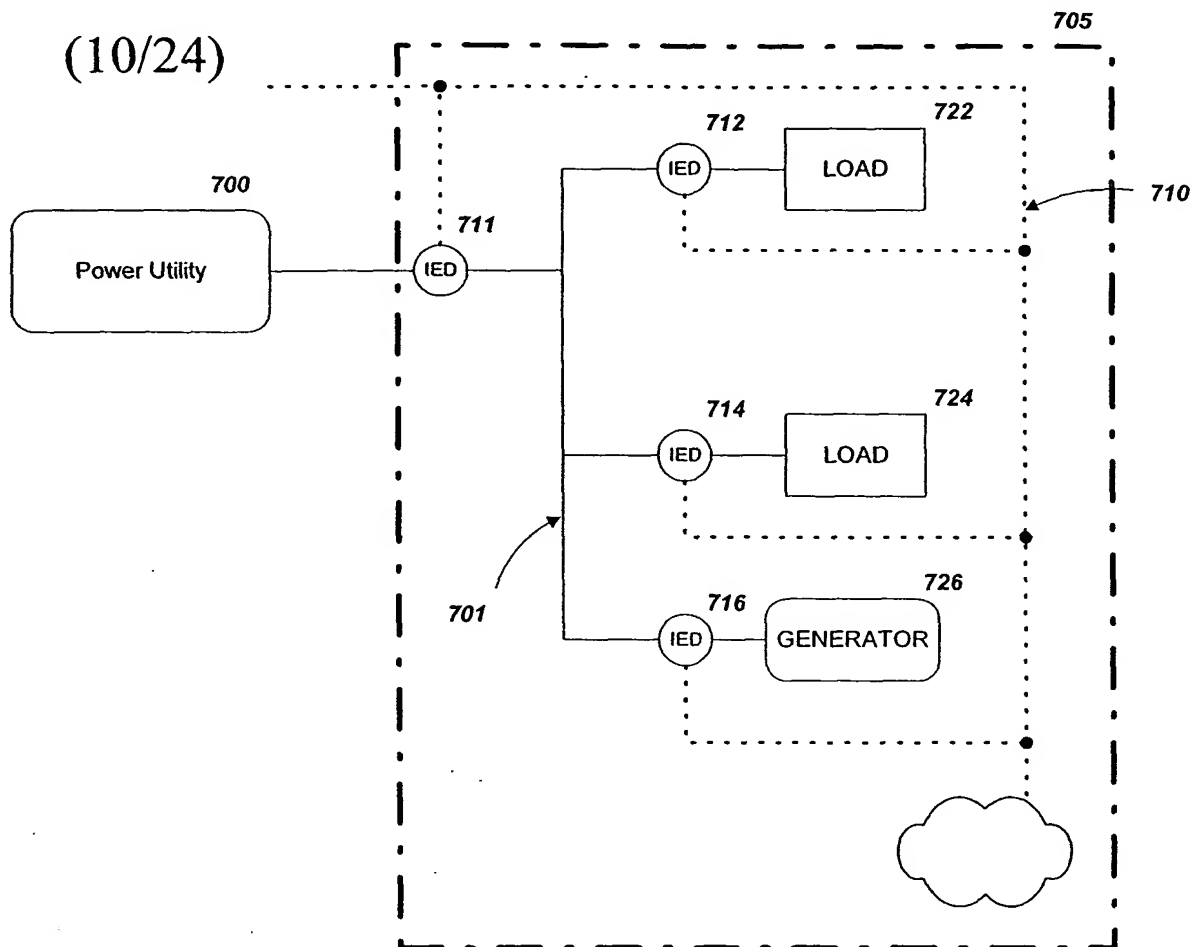 705
(10/24)
712
722
IED
LOAD
710
700
711
Power Utility
IED
714
724
IED
LOAD
701
716
726
IED
GENERATOR